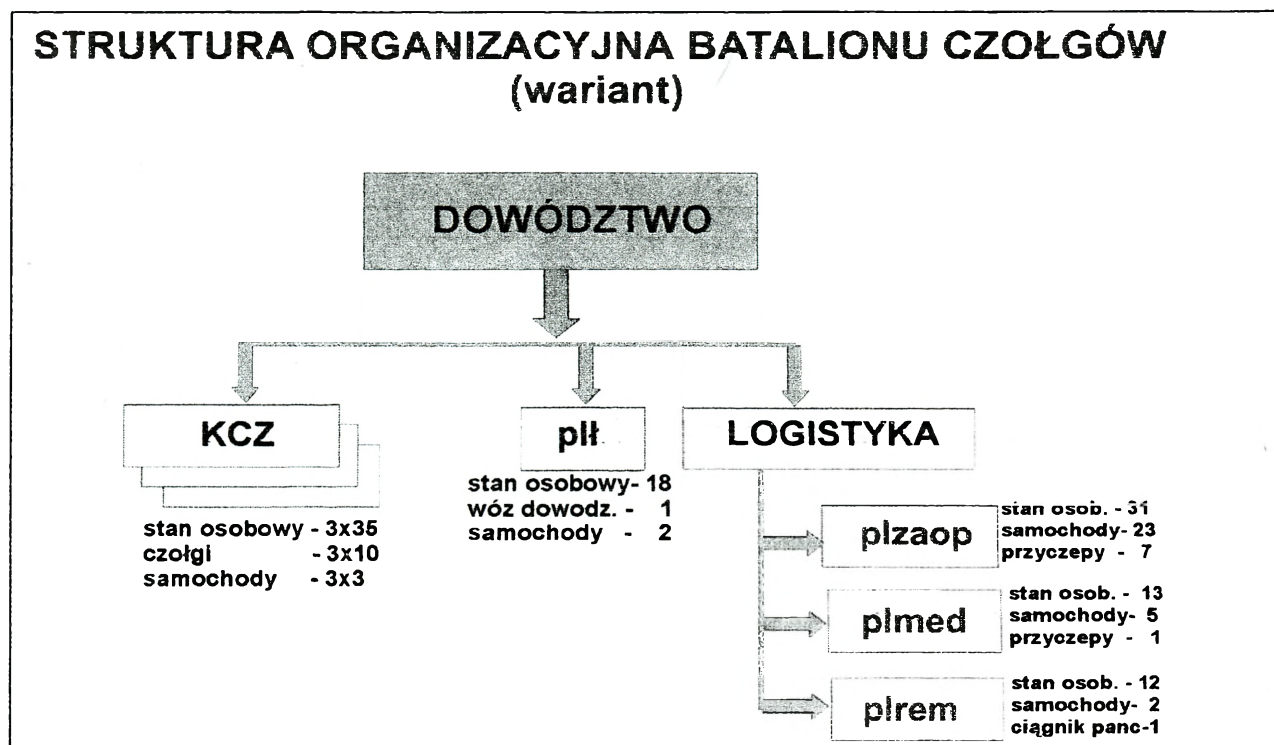 STRUKTURA ORGANIZACYJNA BATALIONU CZOŁGÓW
(wariant)
DOWÓDZTWO
KCZ
stan osobowy - 3x35
czołgi - 3x10
samochody - 3x3
plł
stan osobowy- 18
wóz dowodz. - 1
samochody - 2
LOGISTYKA
plzaop
stan osob. - 31
samochody- 23
przyczepy - 7
plmed
stan osob. - 13
samochody- 5
przyczepy - 1
plrem
stan osob. - 12
samochody- 2
ciągnik panc-1